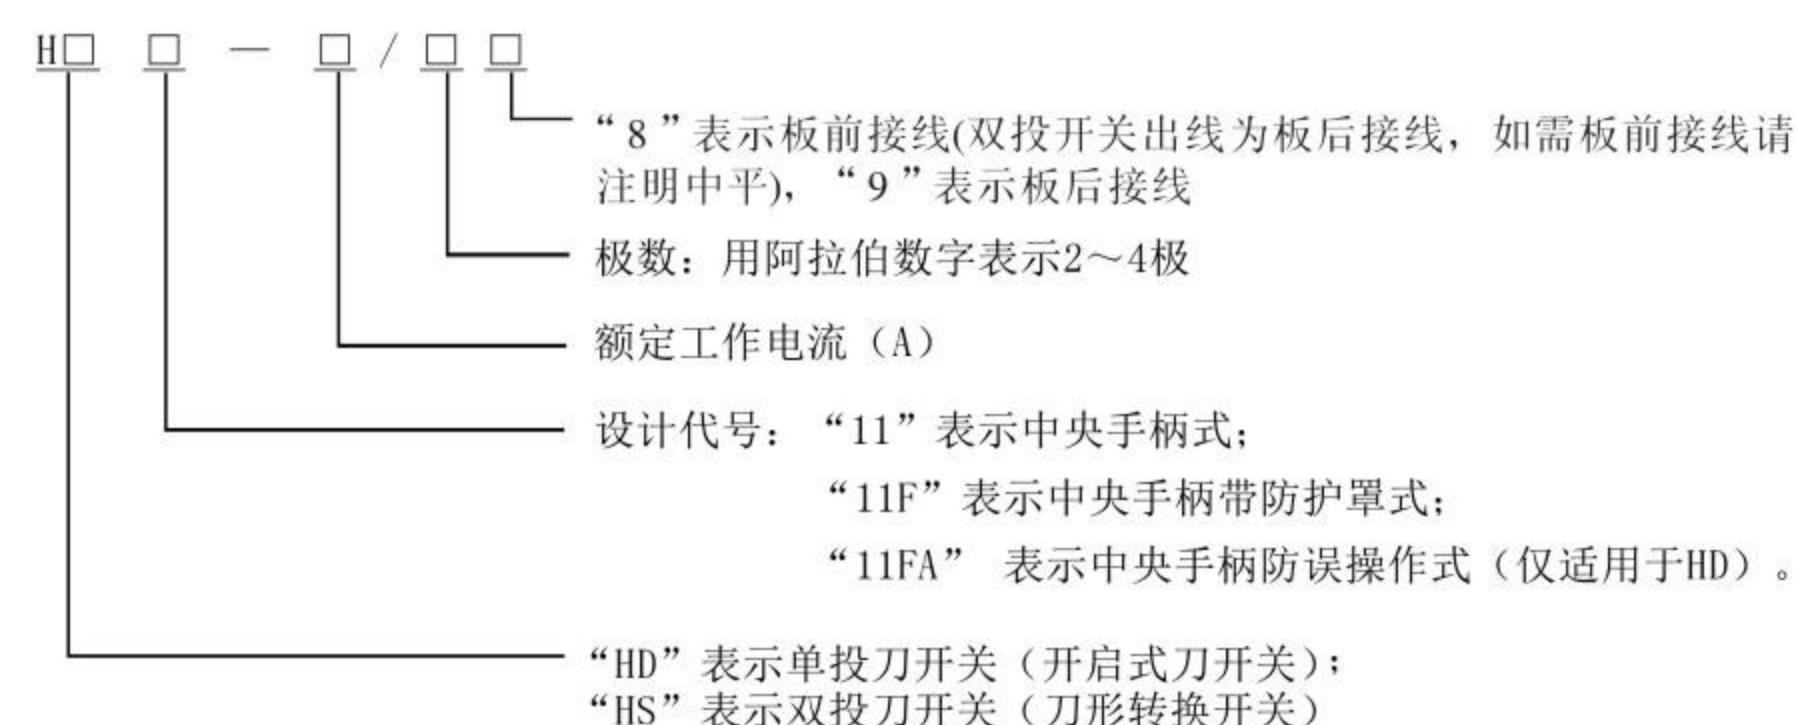 H□ □ — □ / □ □
“8”表示板前接线(双投开关出线为板后接线，如需板前接线请
注明中平)，“9”表示板后接线
极数：用阿拉伯数字表示2～4极
额定工作电流（A）
设计代号：“11”表示中央手柄式；
“11F”表示中央手柄带防护罩式；
“11FA” 表示中央手柄防误操作式（仅适用于HD）。
“HD”表示单投刀开关（开启式刀开关）；
“HS”表示双投刀开关（刀形转换开关）